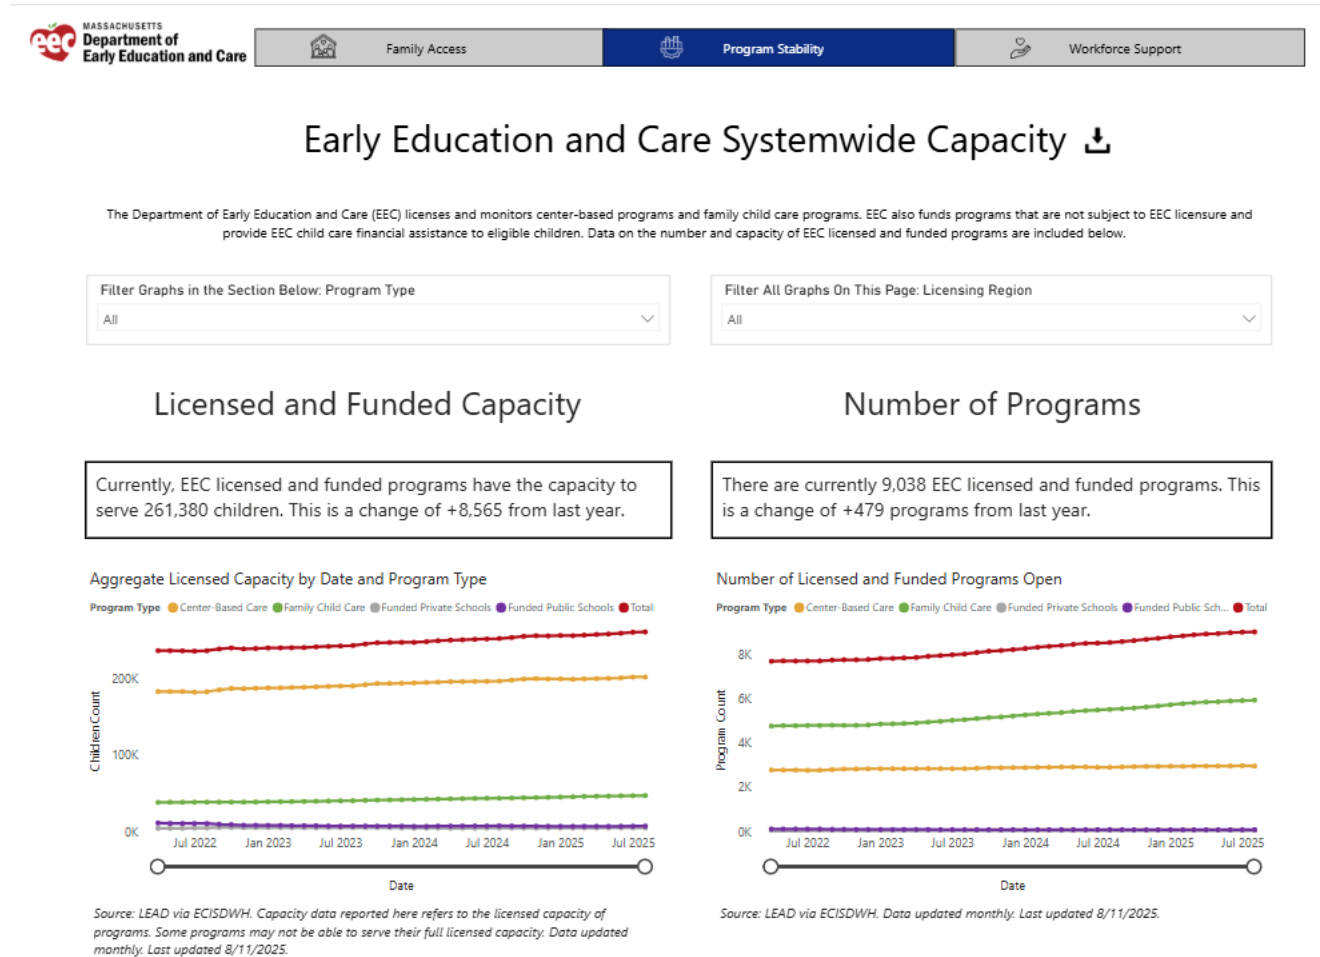 MASSACHUSETTS
eec Department of
Early Education and Care
Family Access
Program Stability
Workforce Support
Early Education and Care Systemwide Capacity
The Department of Early Education and Care (EEC) licenses and monitors center-based programs and family child care programs. EEC also funds programs that are not subject to EEC licensure and
provide EEC child care financial assistance to eligible children. Data on the number and capacity of EEC licensed and funded programs are included below.
Filter Graphs in the Section Below: Program Type
All
Filter All Graphs On This Page: Licensing Region
All
Licensed and Funded Capacity
Currently, EEC licensed and funded programs have the capacity to
serve 261,380 children. This is a change of +8,565 from last year.
Aggregate Licensed Capacity by Date and Program Type
Program Type Center-Based Care Family Child Care Funded Private Schools Funded Public Schools Total
Children Count
200K
100K
0K
Jul 2022 Jan 2023 Jul 2023 Jan 2024 Jul 2024 Jan 2025 Jul 2025
Date
Source: LEAD via ECISDWH. Capacity data reported here refers to the licensed capacity of
programs. Some programs may not be able to serve their full licensed capacity. Data updated
monthly. Last updated 8/11/2025.
Number of Programs
There are currently 9,038 EEC licensed and funded programs. This
is a change of +479 programs from last year.
Number of Licensed and Funded Programs Open
Program Type Center-Based Care Family Child Care Funded Private Schools Funded Public Sch... Total
Program Count
8K
6K
4K
2K
0K
Jul 2022 Jan 2023 Jul 2023 Jan 2024 Jul 2024 Jan 2025 Jul 2025
Date
Source: LEAD via ECISDWH. Data updated monthly. Last updated 8/11/2025.